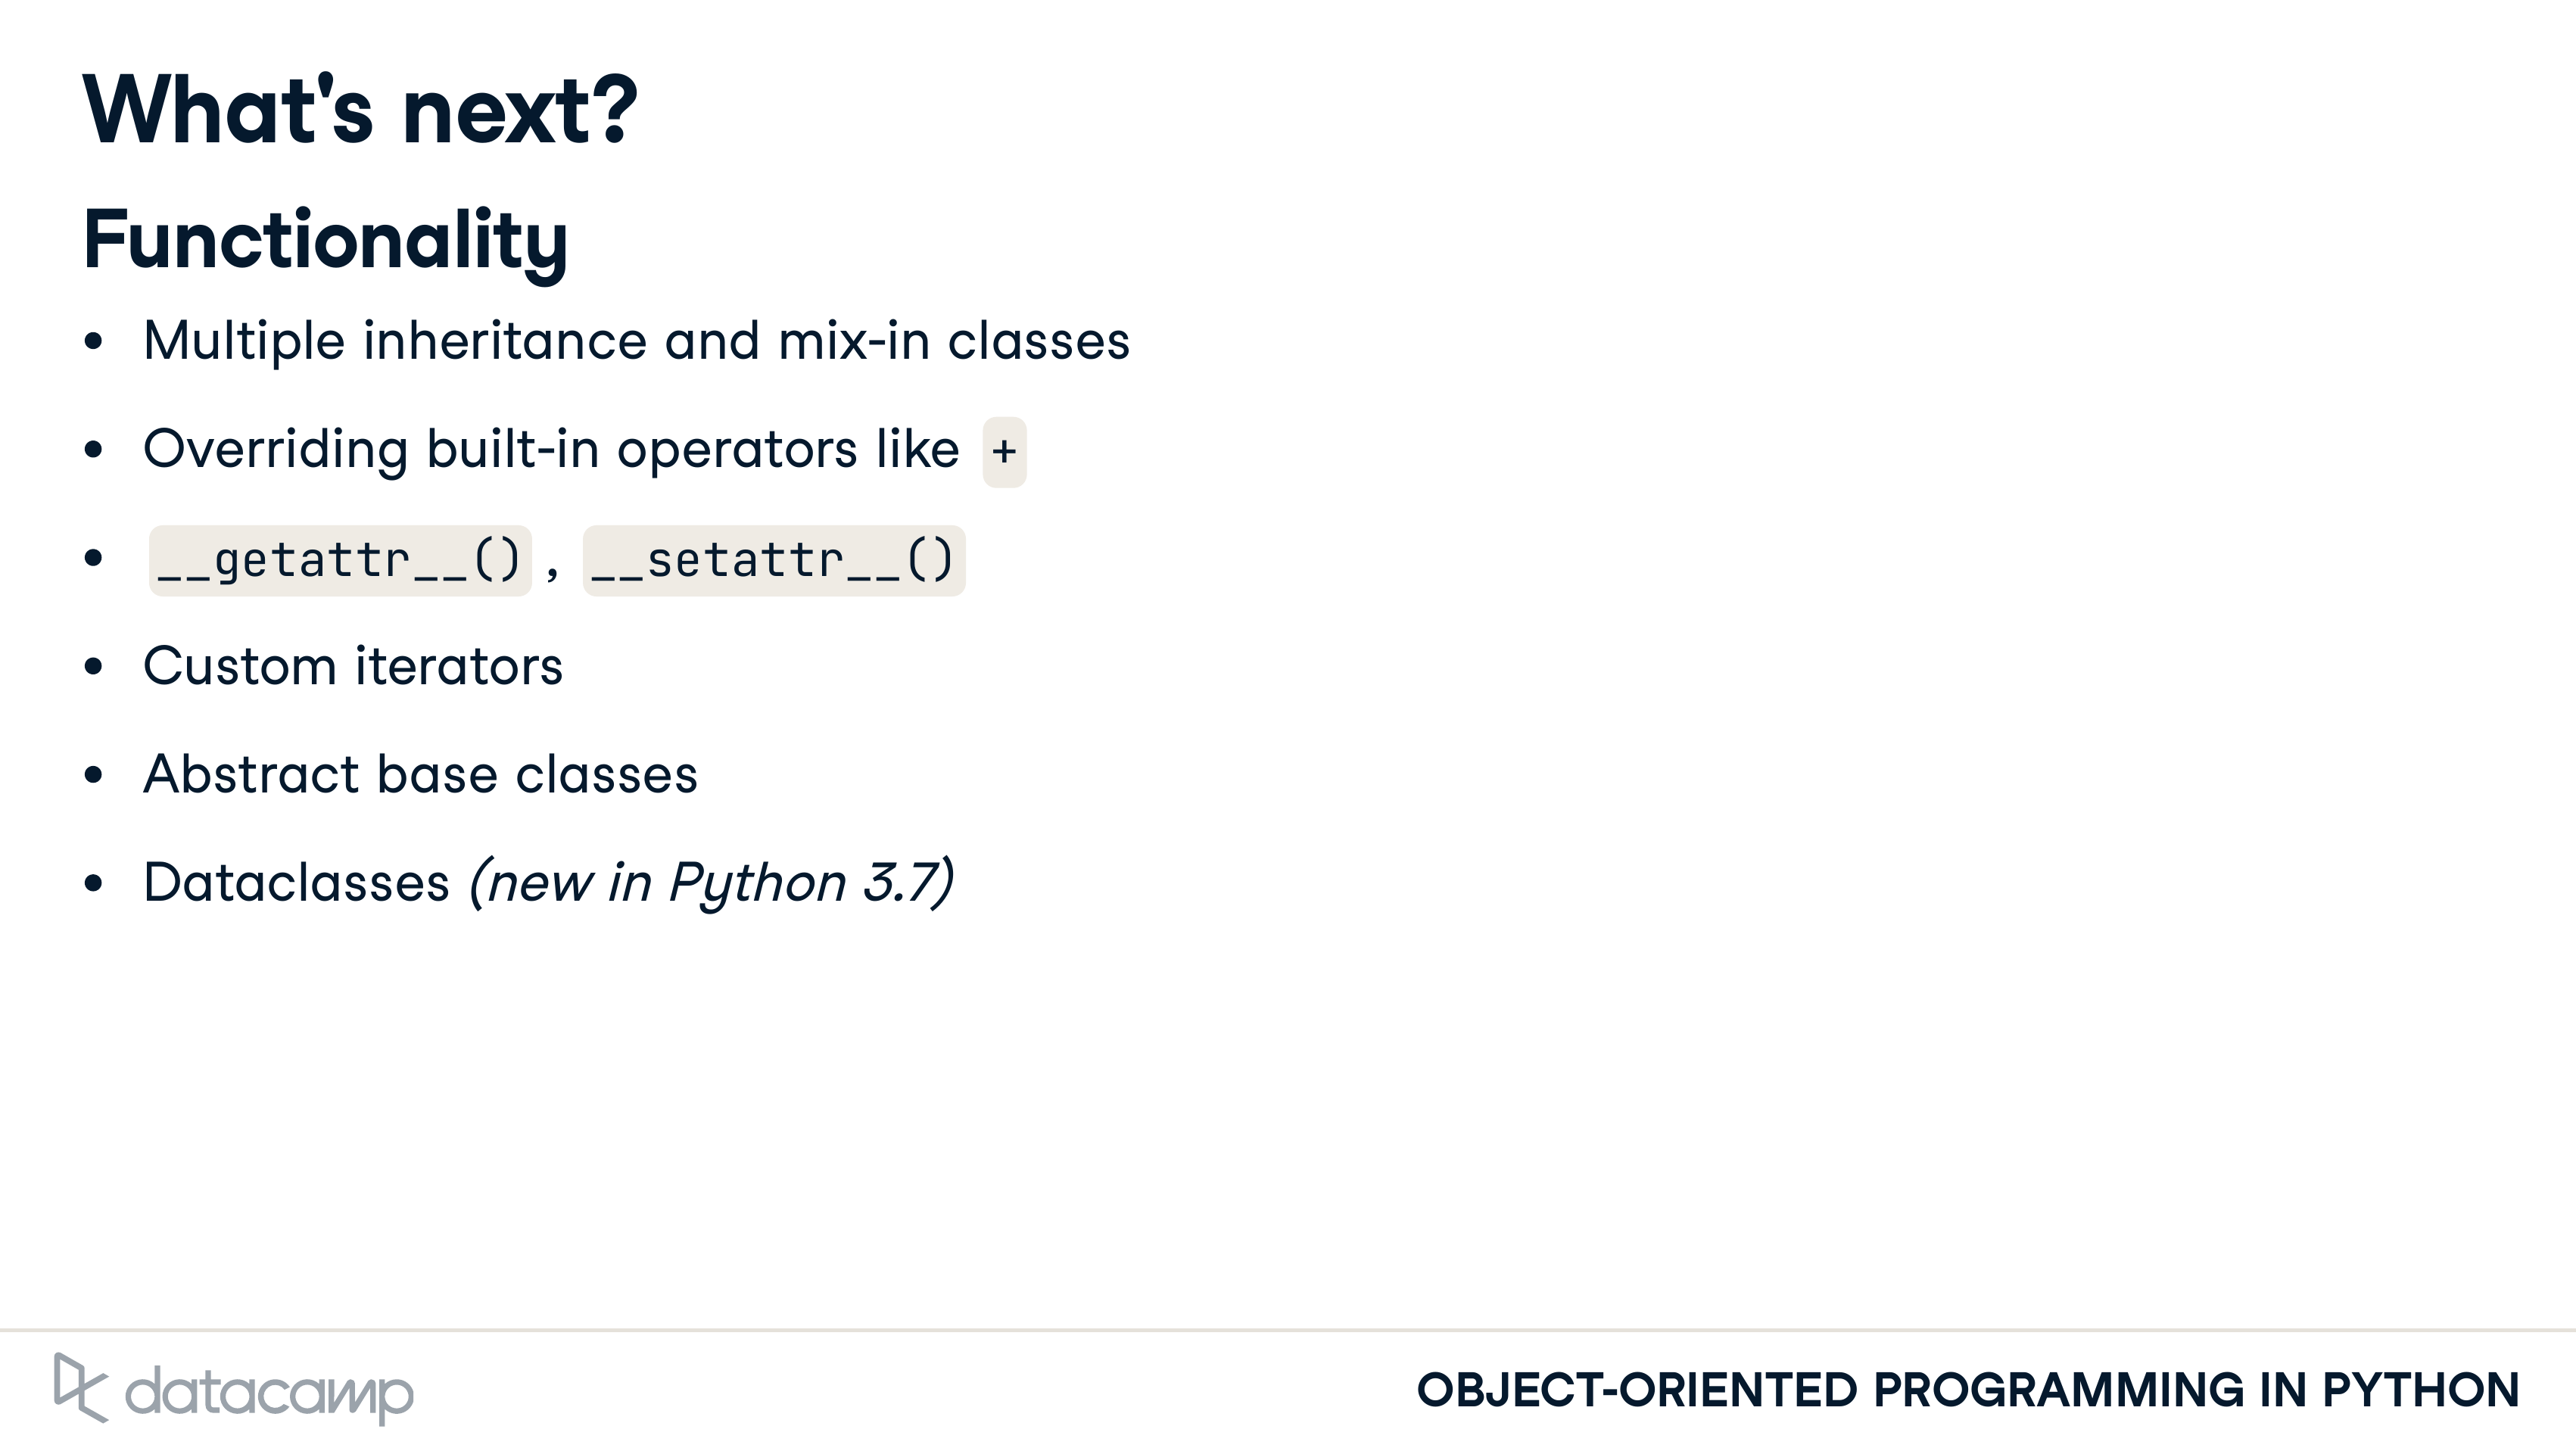 What's next?
Functionality
• Multiple inheritance and mix-in classes
• Overriding built-in operators like +
• __getattr__() , __setattr__()
• Custom iterators
• Abstract base classes
• Dataclasses (new in Python 3.7)
datacamp
OBJECT-ORIENTED PROGRAMMING IN PYTHON